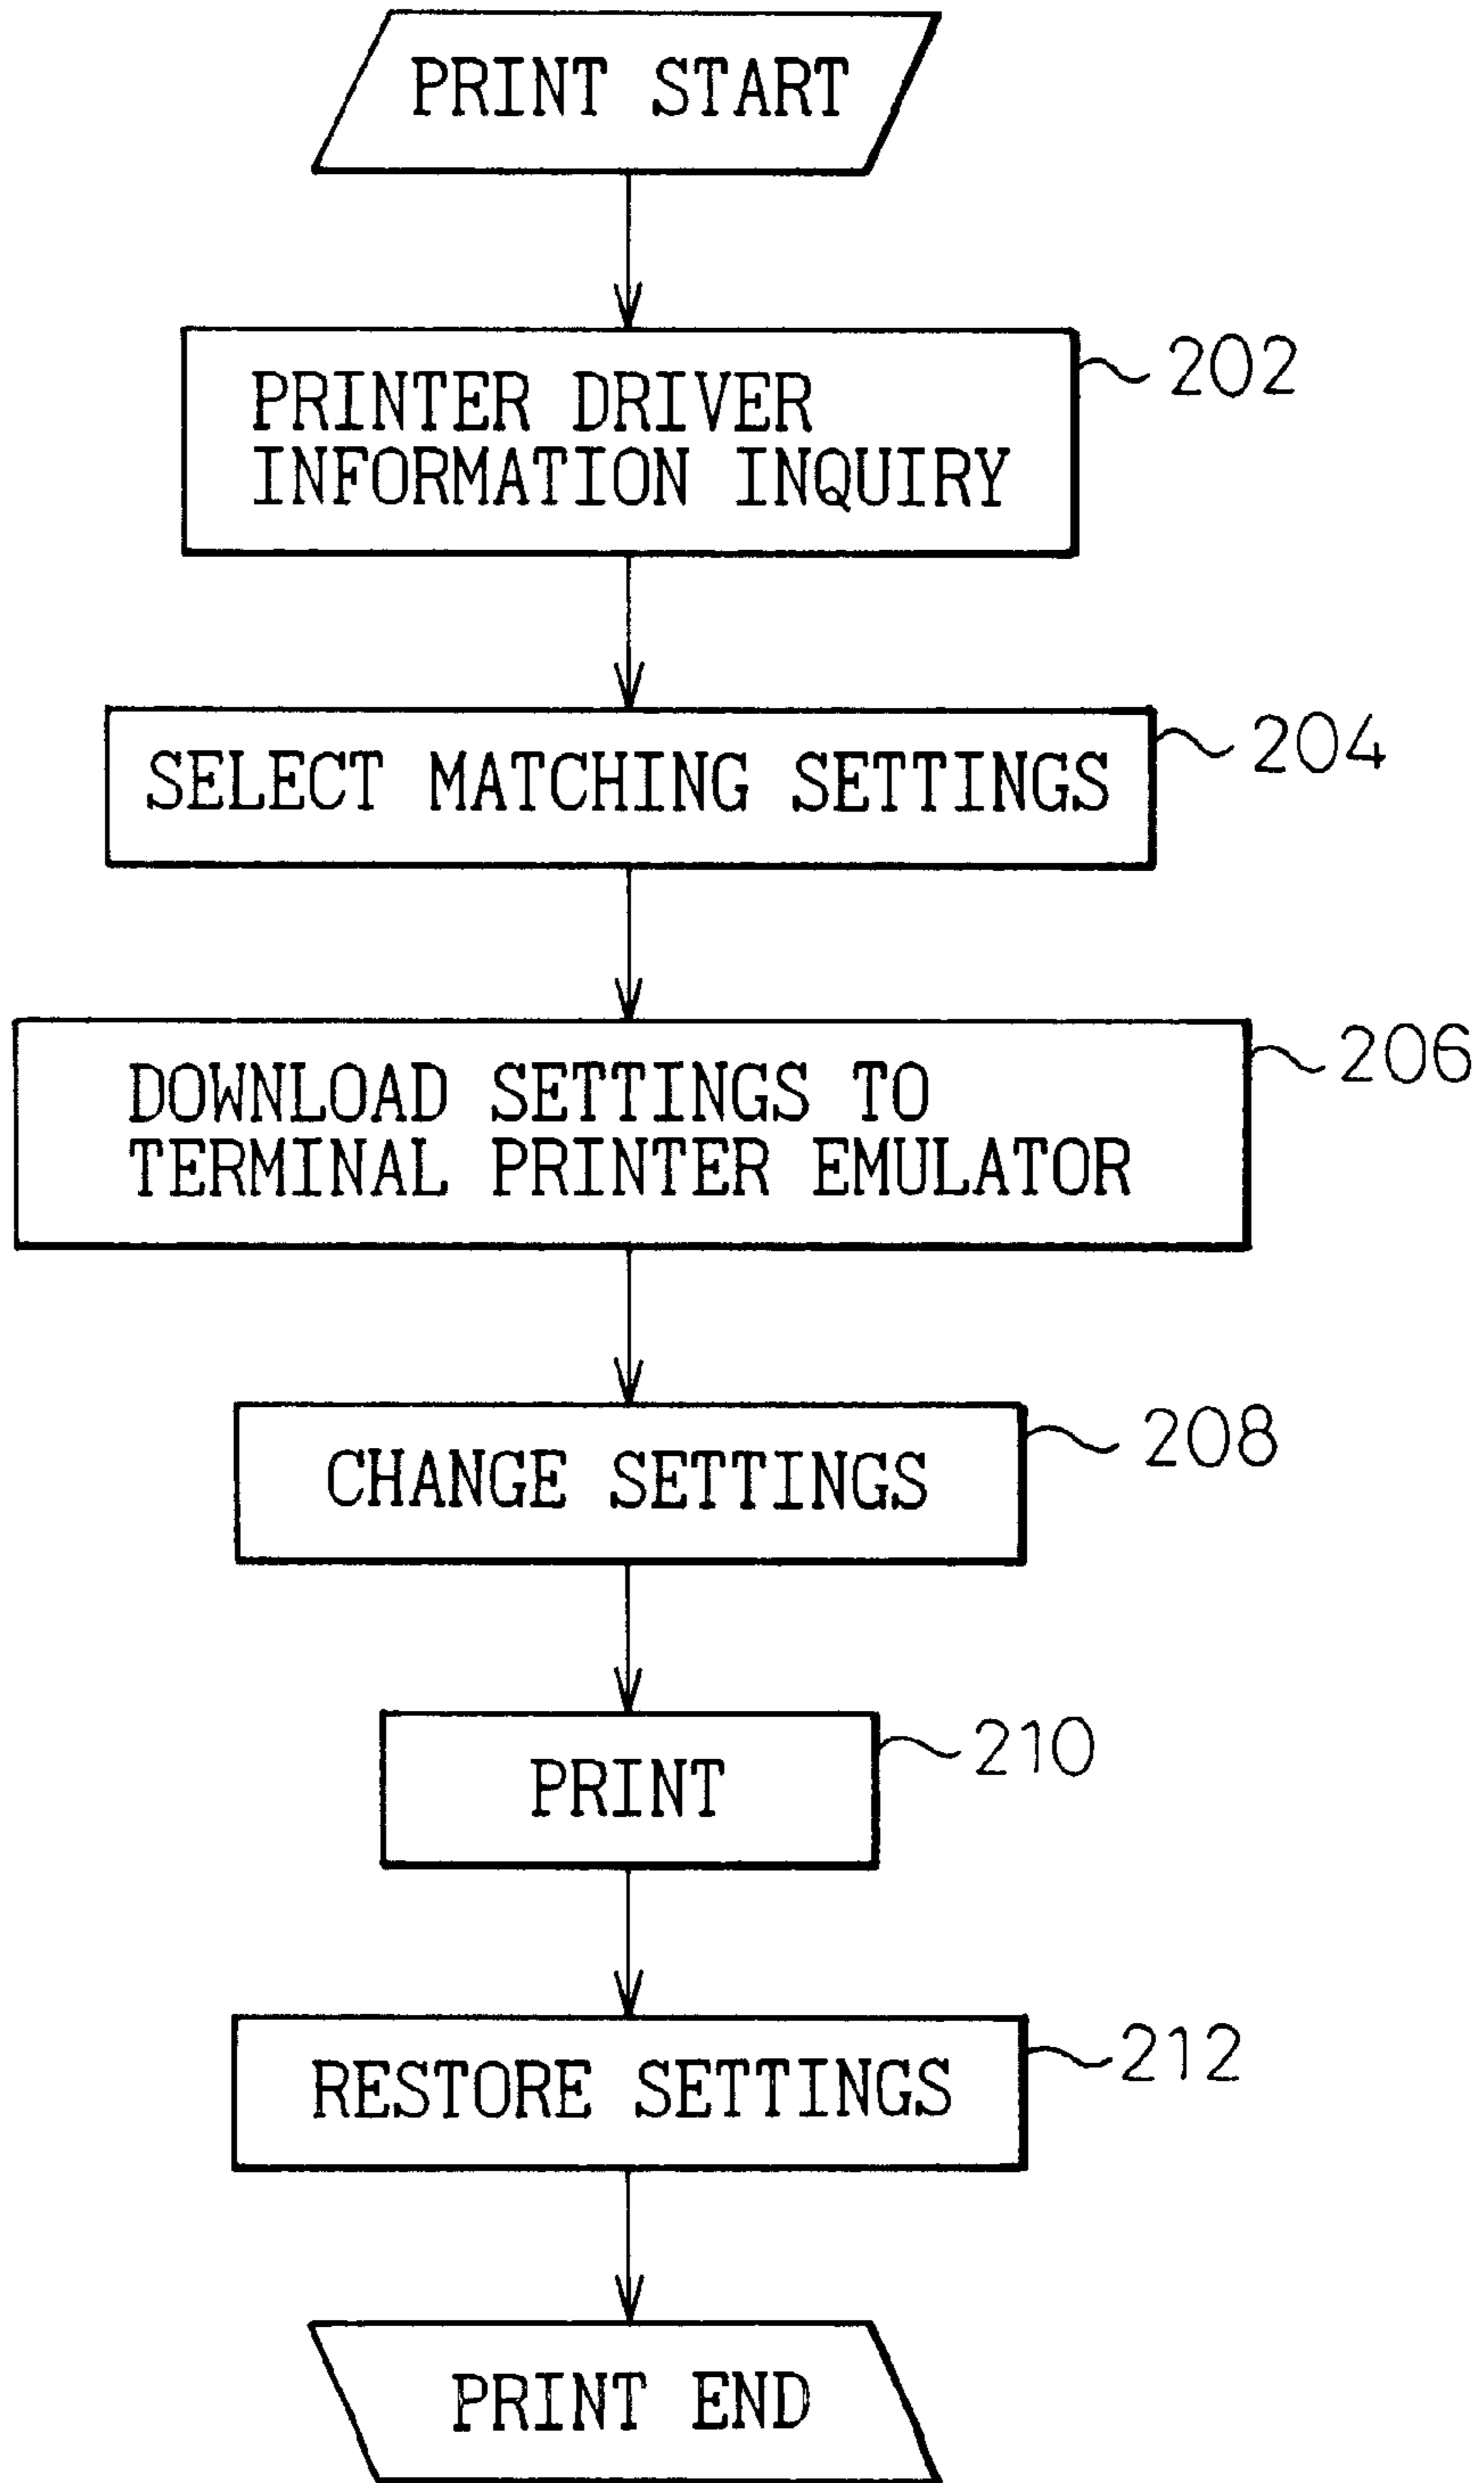 PRINT START
PRINTER DRIVER
INFORMATION INQUIRY
202
SELECT MATCHING SETTINGS
204
DOWNLOAD SETTINGS TO
TERMINAL PRINTER EMULATOR
206
CHANGE SETTINGS
208
PRINT
210
RESTORE SETTINGS
212
PRINT END